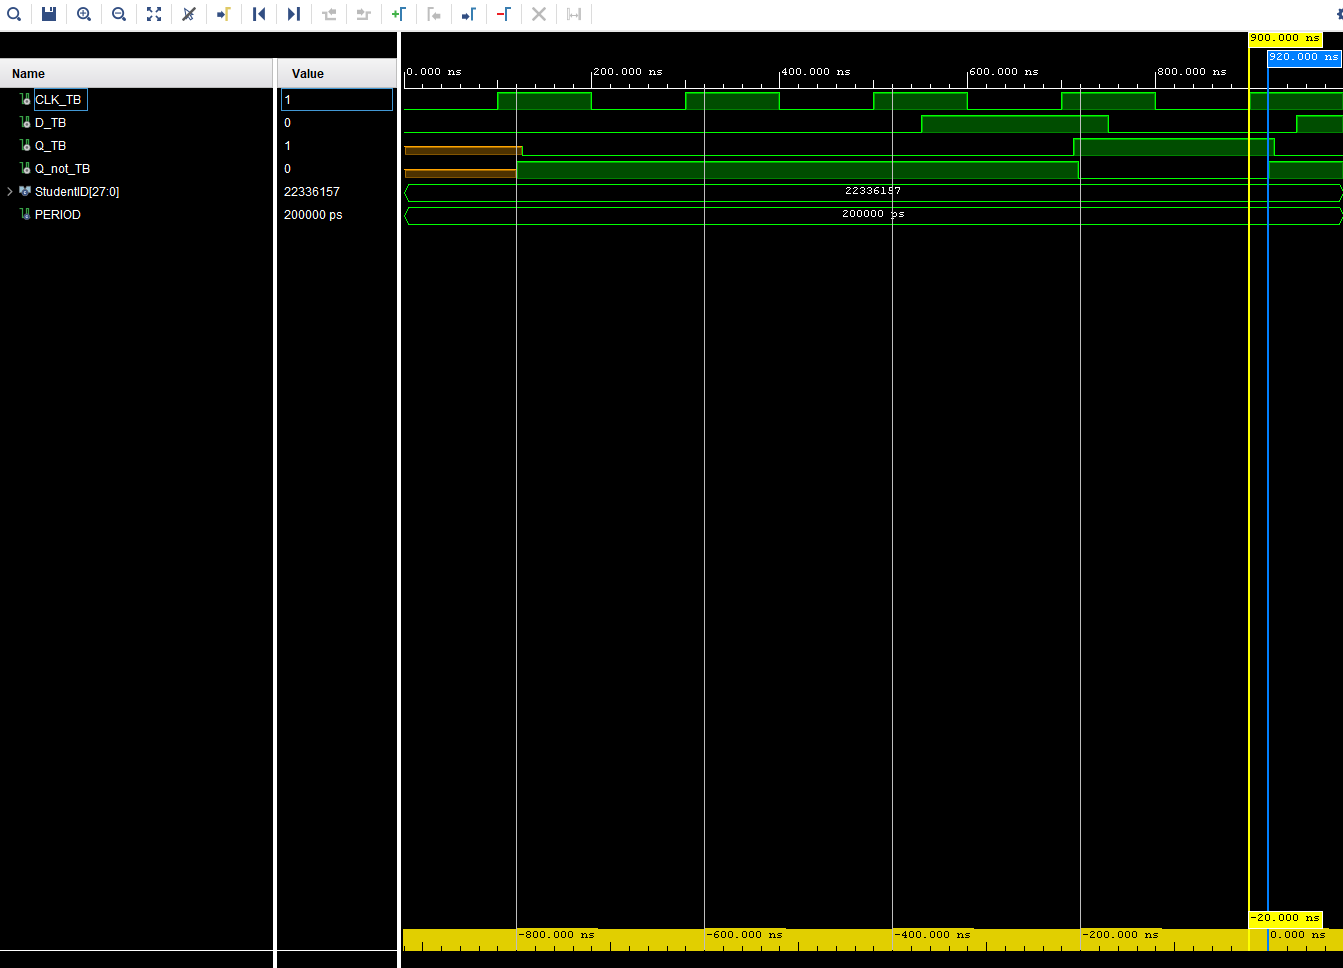 900.000 ns
920.000 ns
Name Value
0.000 ns 200.000 ns 400.000 ns 600.000 ns 800.000 ns
CLK_TB 1
D_TB 0
Q_TB 1
Q_not_TB 0
StudentID[27:0] 22336157 22336157
PERIOD 200000 ps 200000 ps
-20.000 ns
-800.000 ns -600.000 ns -400.000 ns -200.000 ns 0.000 ns